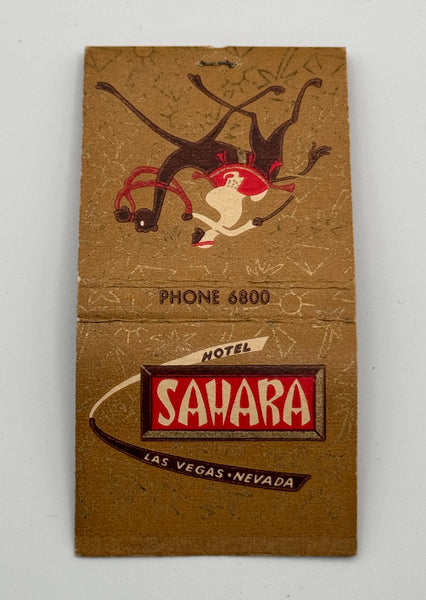 PHONE 6800
HOTEL
SAHARA
LAS VEGAS • NEVADA